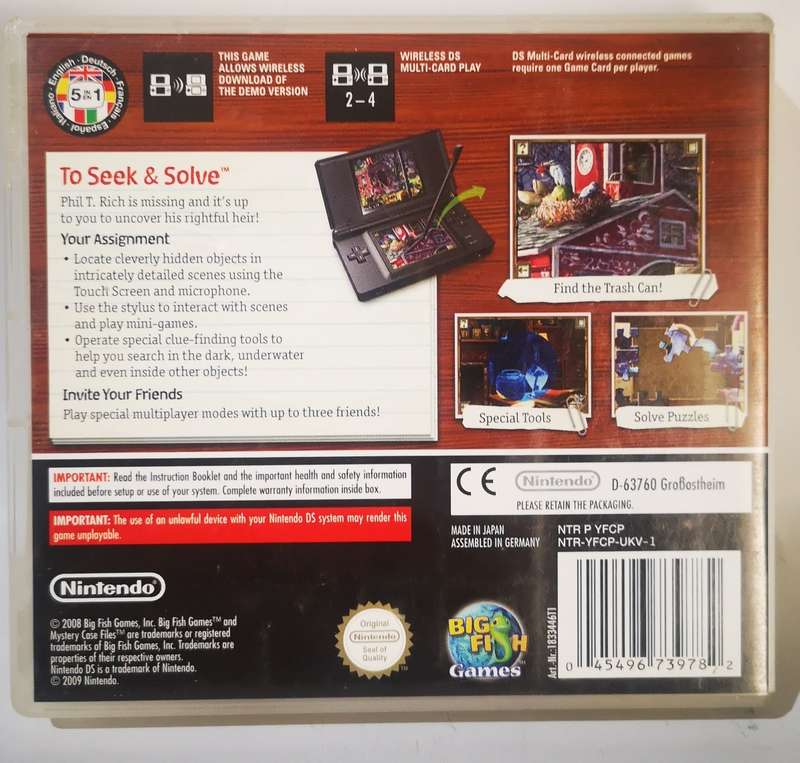 English · Deutsch · Français · Español · Italiano
5 IN EN 1
THIS GAME
ALLOWS WIRELESS
DOWNLOAD OF
THE DEMO VERSION
2–4
WIRELESS DS
MULTI-CARD PLAY
DS Multi-Card wireless connected games
require one Game Card per player.
To Seek & Solve™
Phil T. Rich is missing and it's up
to you to uncover his rightful heir!
Your Assignment
• Locate cleverly hidden objects in
intricately detailed scenes using the
Touch Screen and microphone.
• Use the stylus to interact with scenes
and play mini-games.
• Operate special clue-finding tools to
help you search in the dark, underwater
and even inside other objects!
Invite Your Friends
Play special multiplayer modes with up to three friends!
Find the Trash Can!
Special Tools
Solve Puzzles
IMPORTANT: Read the Instruction Booklet and the important health and safety information
included before setup or use of your system. Complete warranty information inside box.
IMPORTANT: The use of an unlawful device with your Nintendo DS system may render this
game unplayable.
CE Nintendo® D-63760 Großostheim
PLEASE RETAIN THE PACKAGING.
MADE IN JAPAN
ASSEMBLED IN GERMANY
NTR P YFCP
NTR-YFCP-UKV-1
Nintendo®
© 2008 Big Fish Games, Inc. Big Fish Games™ and
Mystery Case Files™ are trademarks or registered
trademarks of Big Fish Games, Inc. Trademarks are
properties of their respective owners.
Nintendo DS is a trademark of Nintendo.
© 2009 Nintendo.
Original
Nintendo®
Seal of
Quality
TM
BIG
FISH
Games™
Art.-Nr.: 1833446T1
0 45496 73978 2